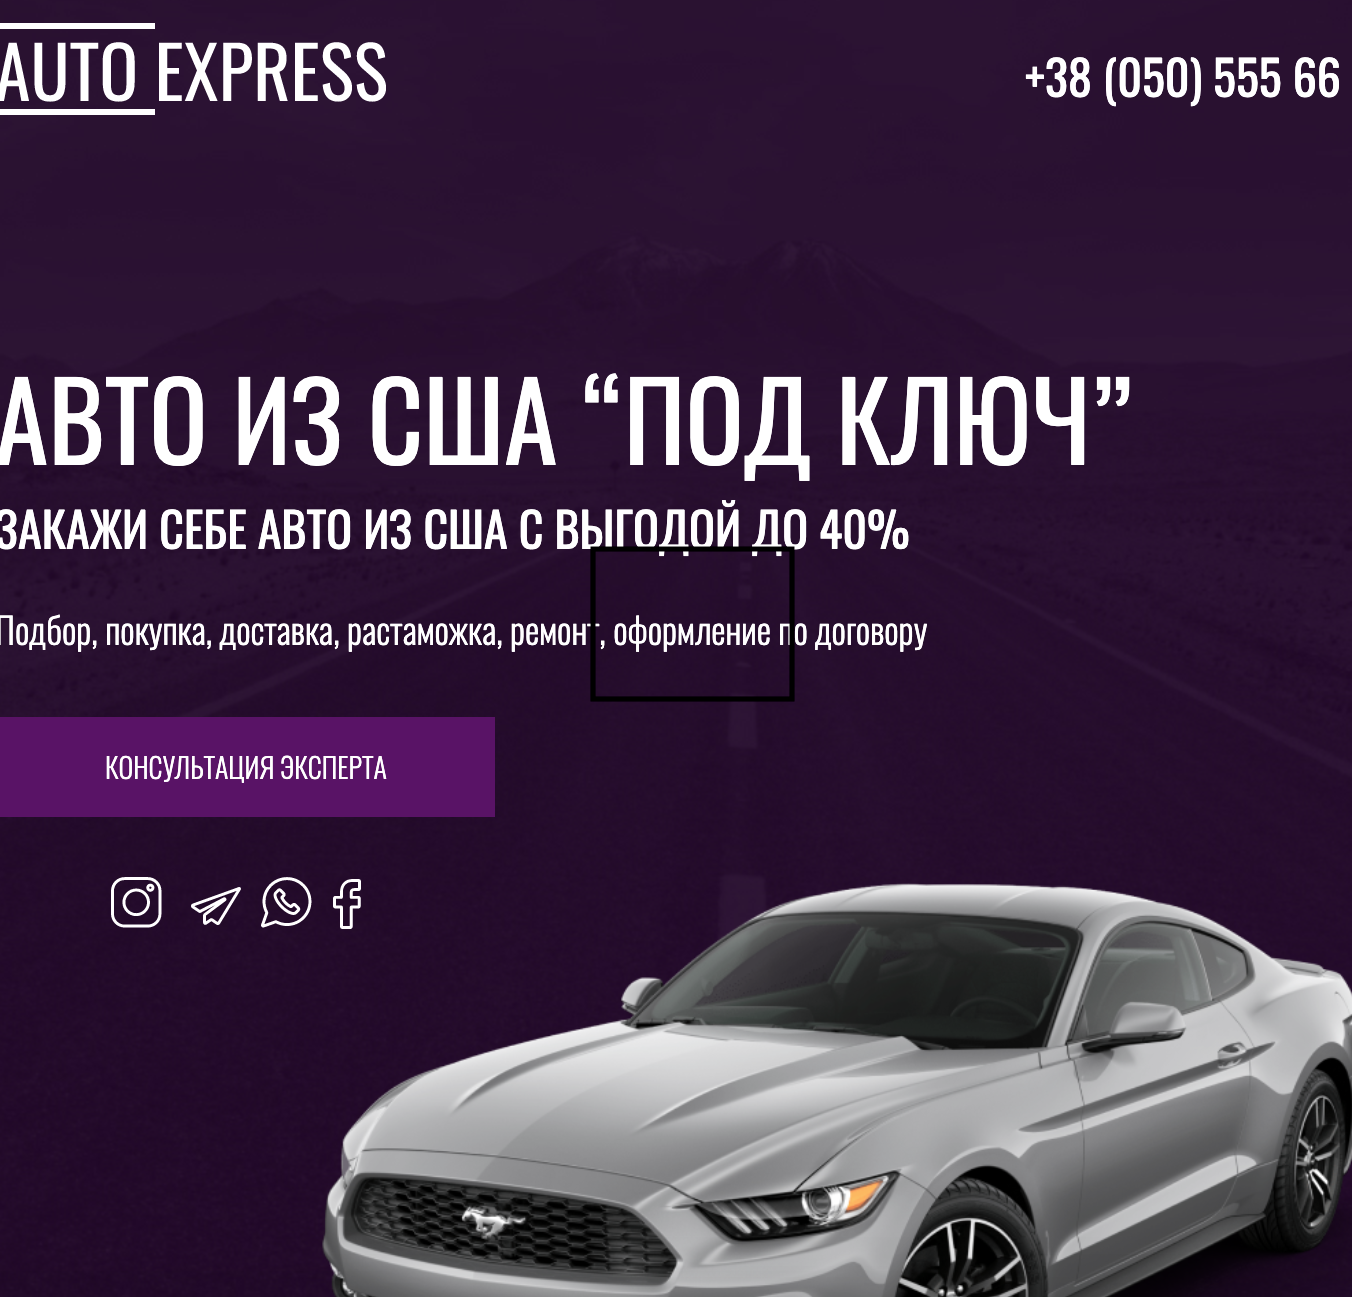 AUTO EXPRESS
+38 (050) 555 66
АВТО ИЗ США “ПОД КЛЮЧ”
ЗАКАЖИ СЕБЕ АВТО ИЗ США С ВЫГОДОЙ ДО 40%
Подбор, покупка, доставка, растаможка, ремонт, оформление по договору
КОНСУЛЬТАЦИЯ ЭКСПЕРТА